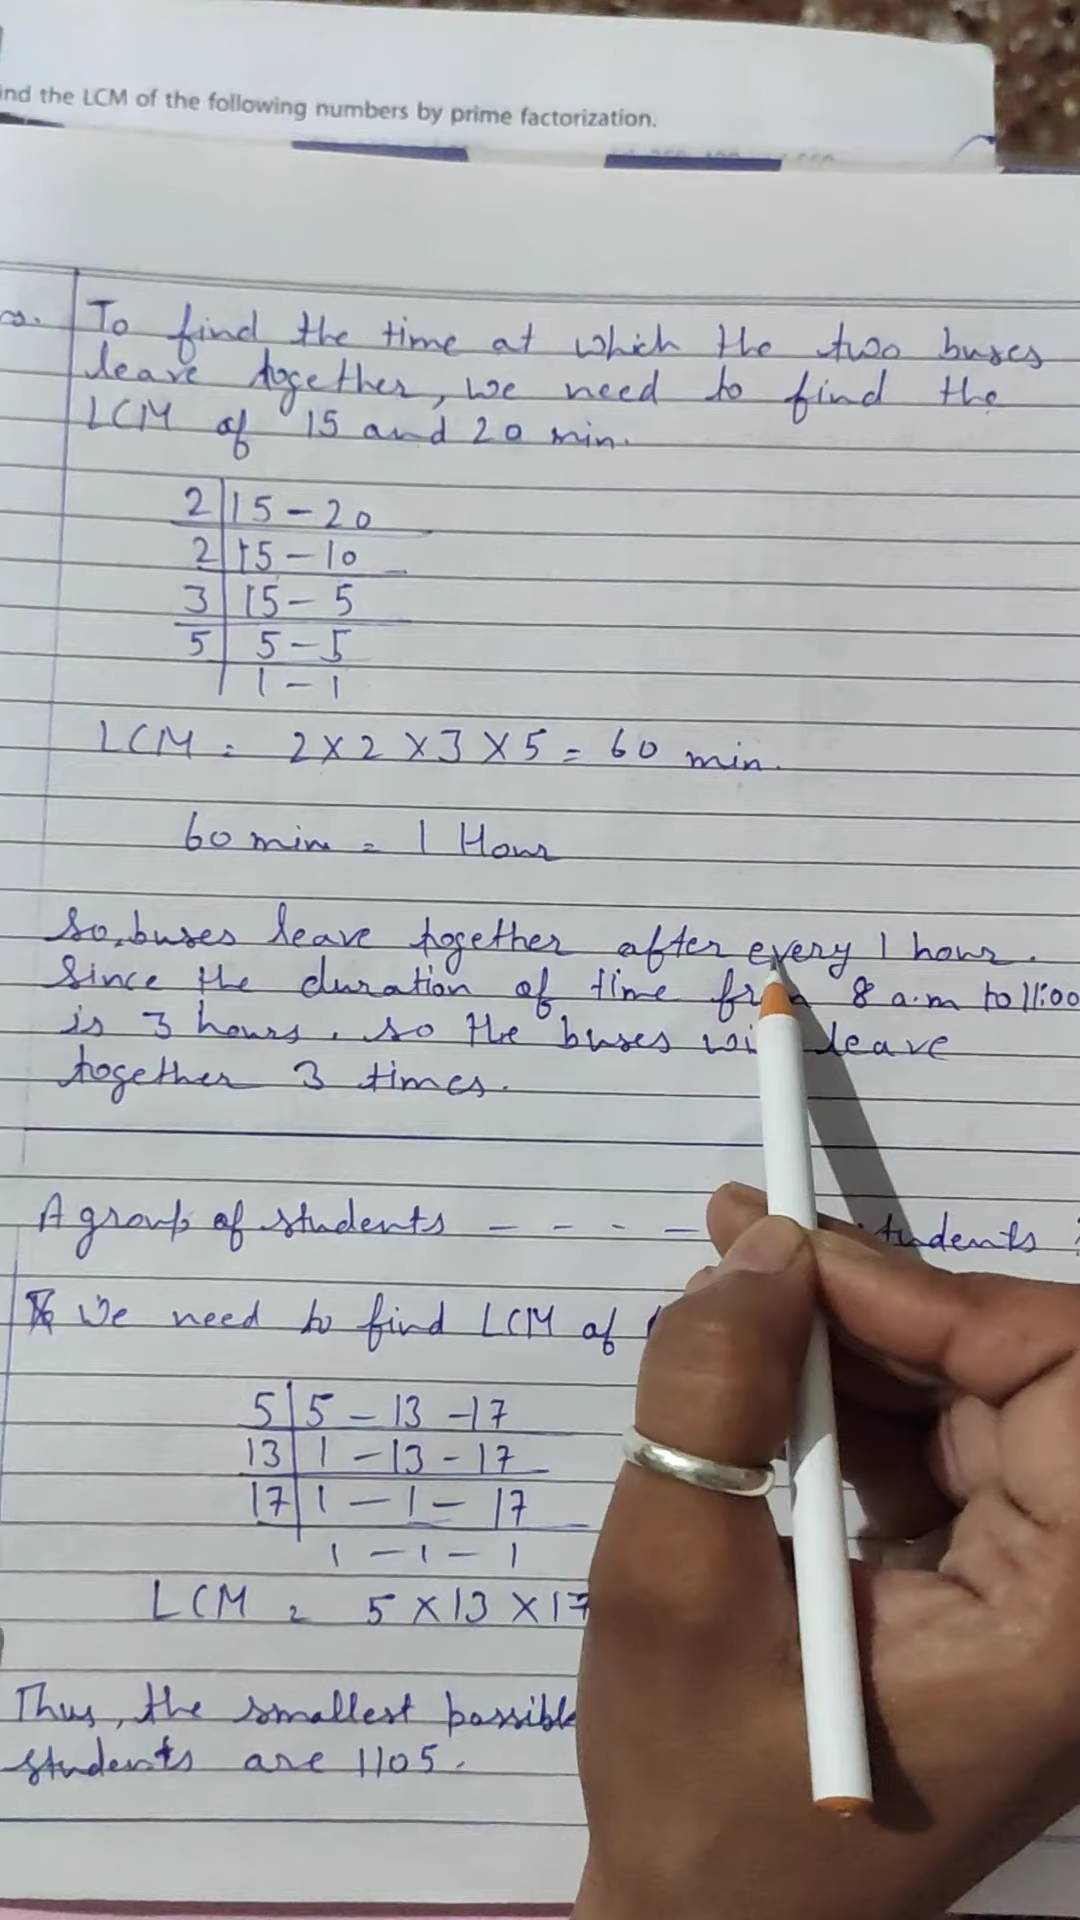 ind the LCM of the following numbers by prime factorization.
To find the time at which the two buses
leave together, we need to find the
LCM of 15 and 20 min.
2 | 15 - 20
2 | 15 - 10
3 | 15 - 5
5 | 5 - 5
1 - 1
LCM = 2 × 2 × 3 × 5 = 60 min.
60 min = 1 Hour
So, buses leave together after every 1 hour.
Since the duration of time 8 a.m to 11:00
is 3 hours, so the buses leave
together 3 times.
A group of students - - - - students
We need to find LCM of
5 | 5 - 13 - 17
13 | 1 - 13 - 17
17 | 1 - 1 - 17
1 - 1 - 1
LCM = 5 × 13 × 17
Thus, the smallest possible
students are 1105.